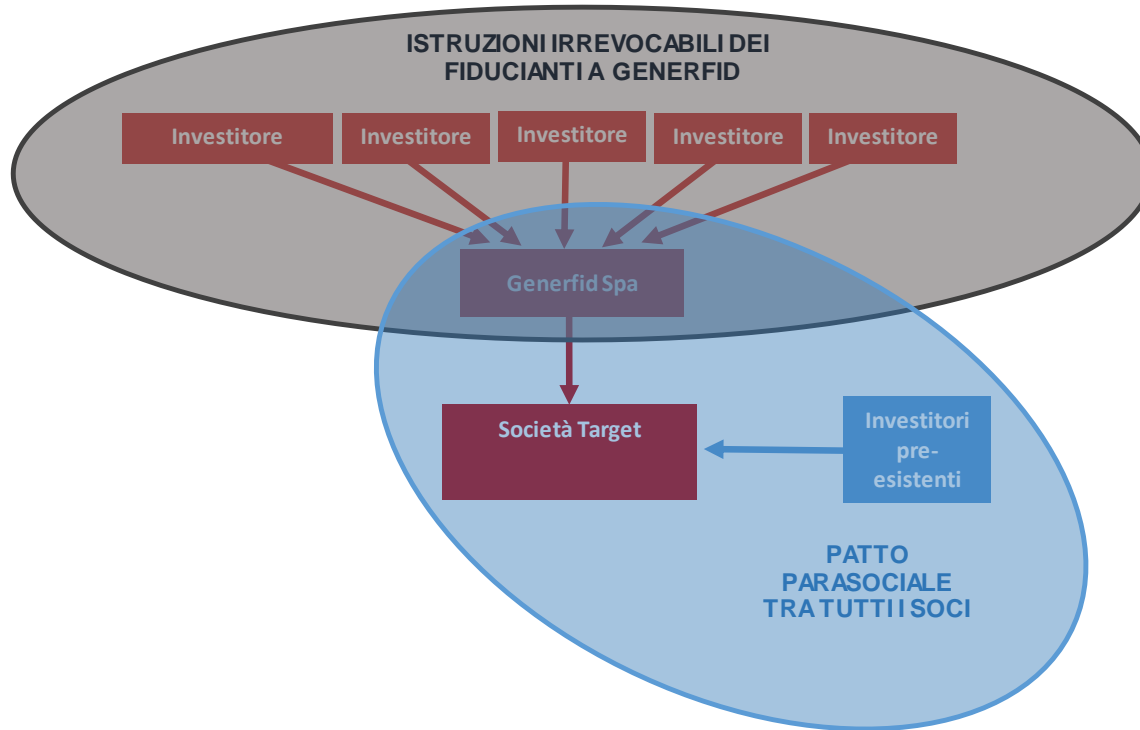 ISTRUZIONI IRREVOCABILI DEI
FIDUCIANTI A GENERFID
Investitore
Investitore
Investitore
Investitore
Investitore
Generfid Spa
Società Target
Investitori
pre-
esistenti
PATTO
PARASOCIALE
TRA TUTTI I SOCI